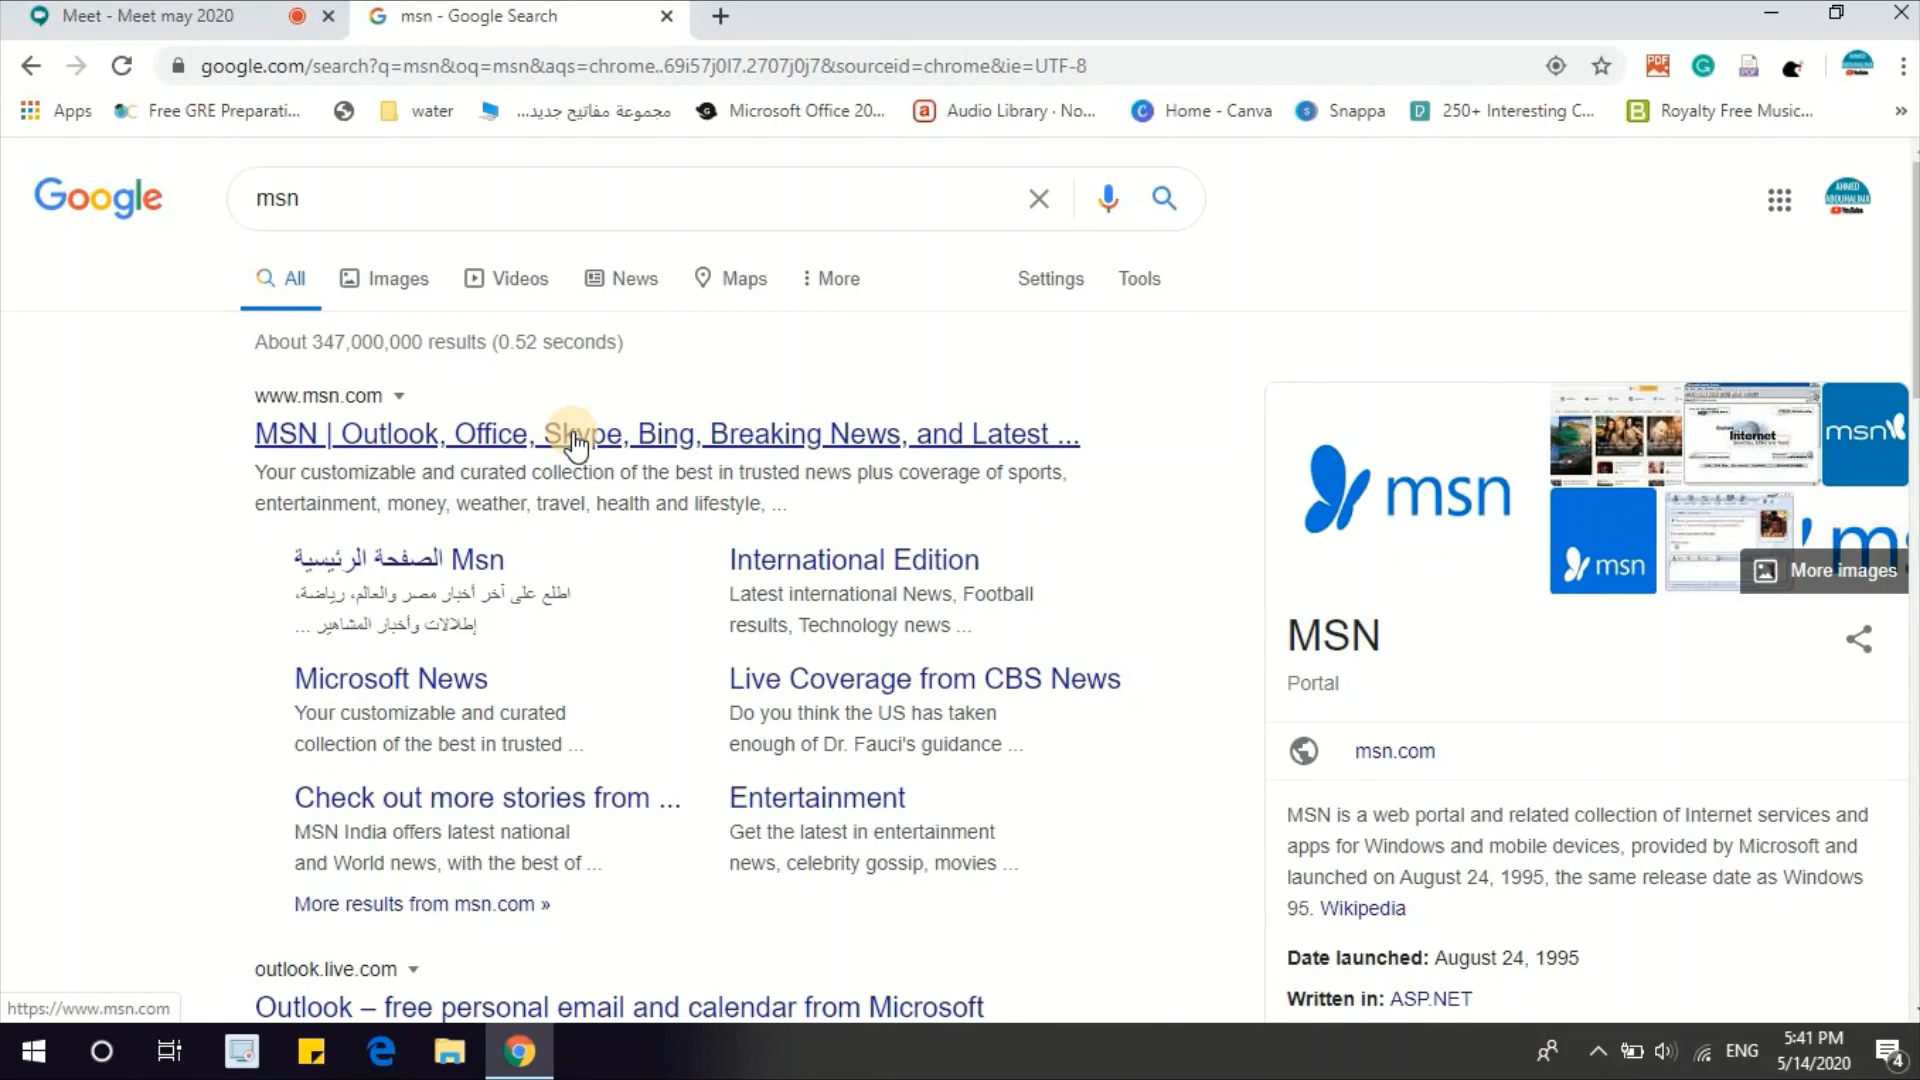 Meet - Meet may 2020
msn - Google Search
google.com/search?q=msn&oq=msn&aqs=chrome..69i57j0l7.2707j0j7&sourceid=chrome&ie=UTF-8
Apps
Free GRE Preparati...
water
مجموعة مفاتيح جديد...
Microsoft Office 20...
Audio Library · No...
Home - Canva
Snappa
250+ Interesting C...
Royalty Free Music...
»
Google
msn
AHMED
ABOUHALIMA
YouTube
All
Images
Videos
News
Maps
More
Settings
Tools
About 347,000,000 results (0.52 seconds)
www.msn.com
MSN | Outlook, Office, Skype, Bing, Breaking News, and Latest ...
Your customizable and curated collection of the best in trusted news plus coverage of sports,
entertainment, money, weather, travel, health and lifestyle, ...
Msn الصفحة الرئيسية
اطلع على آخر أخبار مصر والعالم، رياضة،
إطلالات وأخبار المشاهير ...
International Edition
Latest international News, Football
results, Technology news ...
Microsoft News
Your customizable and curated
collection of the best in trusted ...
Live Coverage from CBS News
Do you think the US has taken
enough of Dr. Fauci's guidance ...
Check out more stories from ...
MSN India offers latest national
and World news, with the best of ...
Entertainment
Get the latest in entertainment
news, celebrity gossip, movies ...
More results from msn.com »
outlook.live.com
Outlook – free personal email and calendar from Microsoft
https://www.msn.com
msn
Internet
msn
msn
More images
MSN
Portal
msn.com
MSN is a web portal and related collection of Internet services and
apps for Windows and mobile devices, provided by Microsoft and
launched on August 24, 1995, the same release date as Windows
95. Wikipedia
Date launched: August 24, 1995
Written in: ASP.NET
ENG
5:41 PM
5/14/2020
4